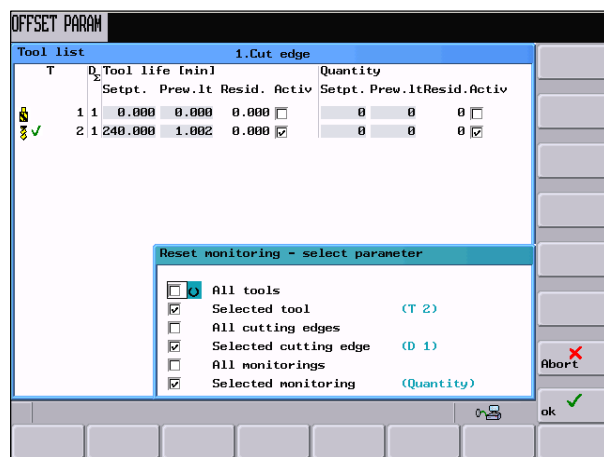 OFFSET PARAM
Tool list 1.Cut edge
T D Σ Tool life [min] Quantity
Setpt. Prew.lt Resid. Activ Setpt. Prew.lt Resid. Activ
1 1 0.000 0.000 0.000 0 0 0
2 1 240.000 1.002 0.000 0 0 0
Reset monitoring - select parameter
All tools
Selected tool (T 2)
All cutting edges
Selected cutting edge (D 1)
All monitorings
Selected monitoring (Quantity)
Abort
ok